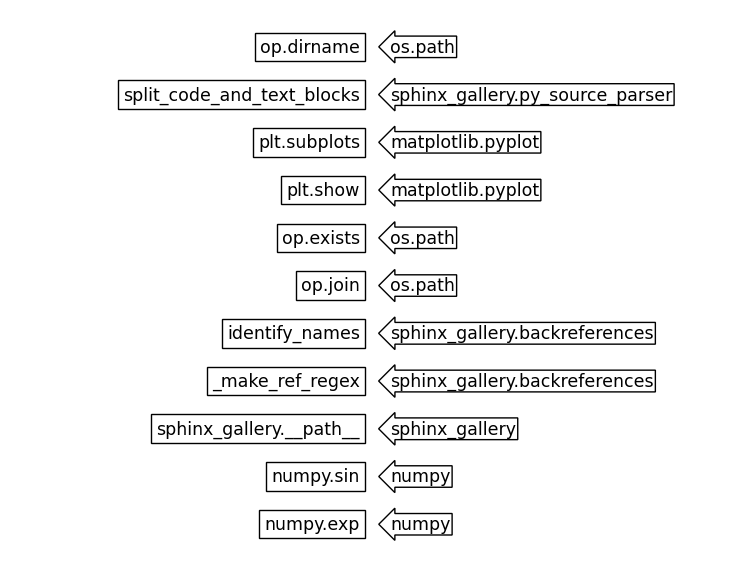 op.dirname os.path
split_code_and_text_blocks sphinx_gallery.py_source_parser
plt.subplots matplotlib.pyplot
plt.show matplotlib.pyplot
op.exists os.path
op.join os.path
identify_names sphinx_gallery.backreferences
_make_ref_regex sphinx_gallery.backreferences
sphinx_gallery.__path__ sphinx_gallery
numpy.sin numpy
numpy.exp numpy